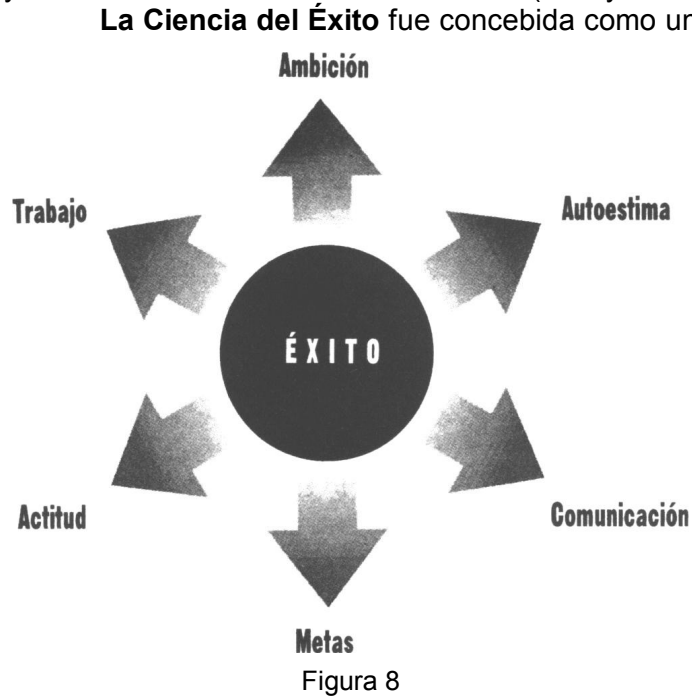 La Ciencia del Éxito fue concebida como un
Ambición
Trabajo
Autoestima
ÉXITO
Actitud
Comunicación
Metas
Figura 8